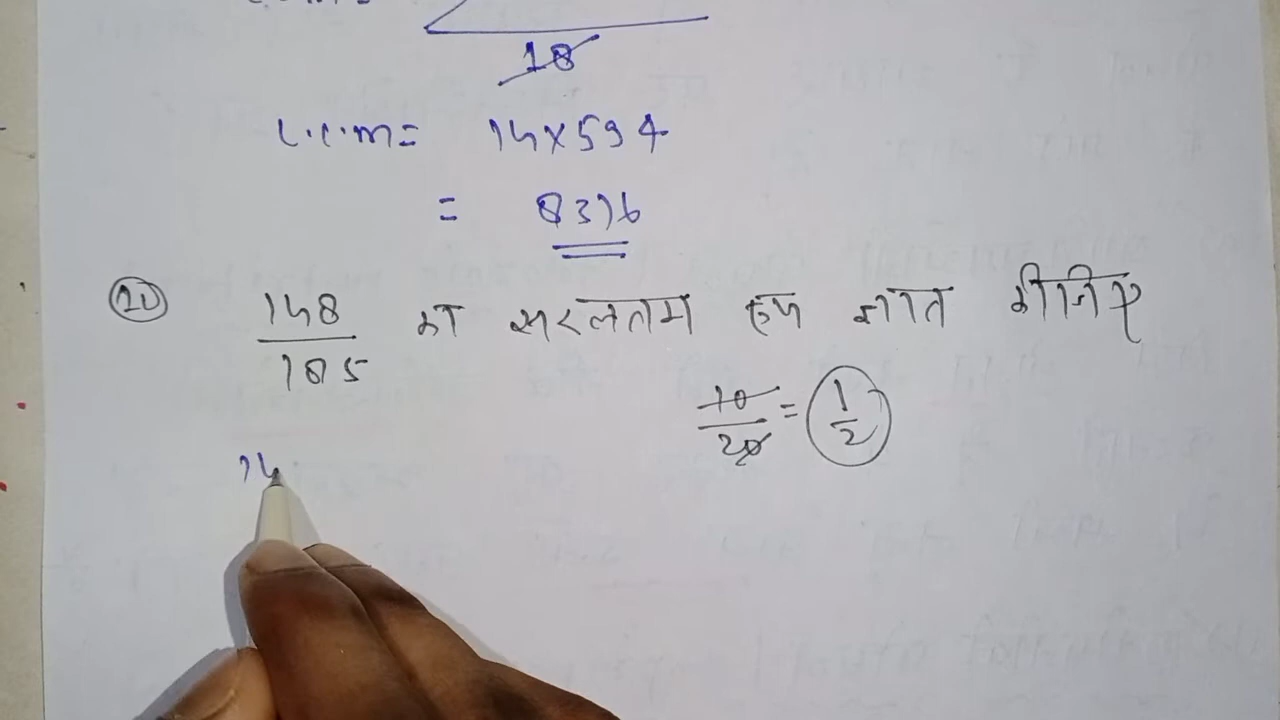 18
L.C.M = 14×594
= 8316
20 148/185 का सरलतम रूप ज्ञात कीजिए
10/20 = 1/2
14